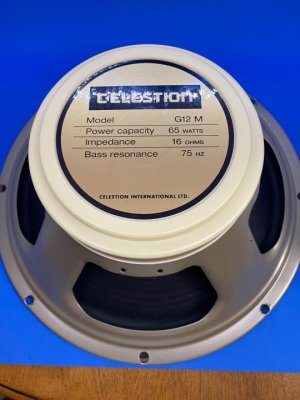 CELESTION
Model G12 M
Power capacity 65 WATTS
Impedance 16 OHMS
Bass resonance 75 HZ
CELESTION INTERNATIONAL LTD.